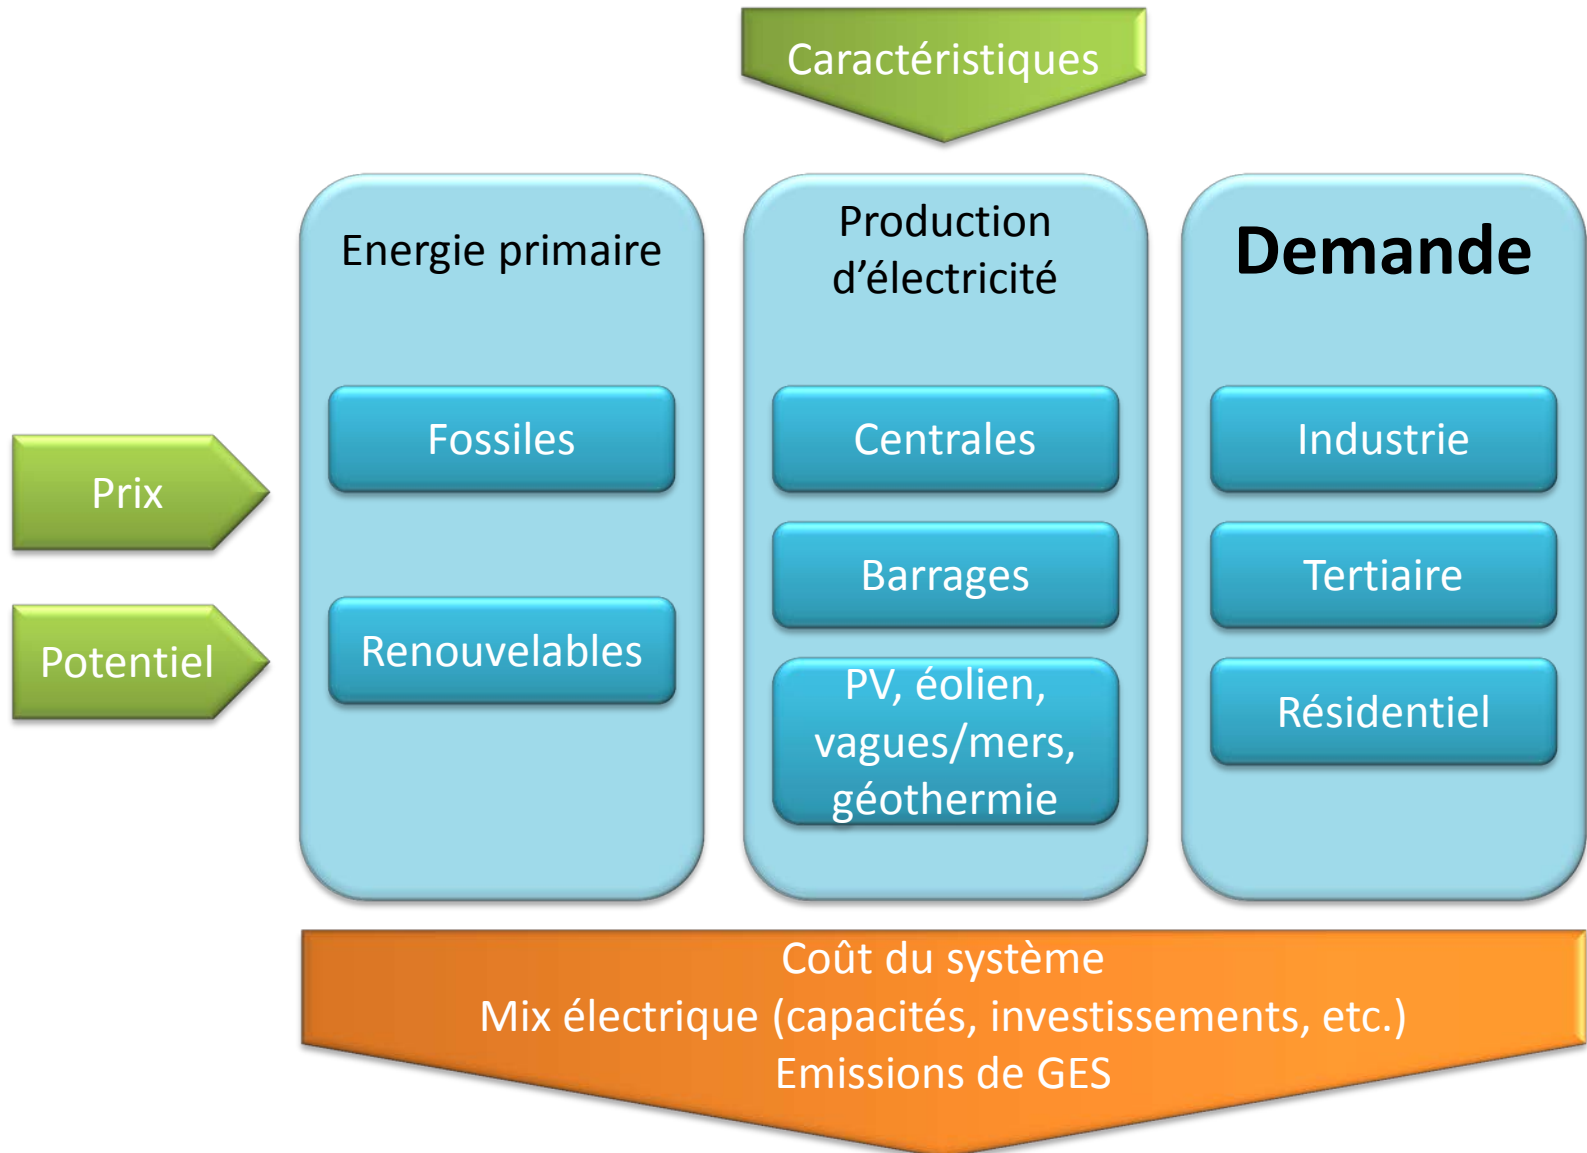 Caractéristiques
Energie primaire
Production
d’électricité
Demande
Prix
Potentiel
Fossiles
Renouvelables
Centrales
Barrages
PV, éolien,
vagues/mers,
géothermie
Industrie
Tertiaire
Résidentiel
Coût du système
Mix électrique (capacités, investissements, etc.)
Emissions de GES